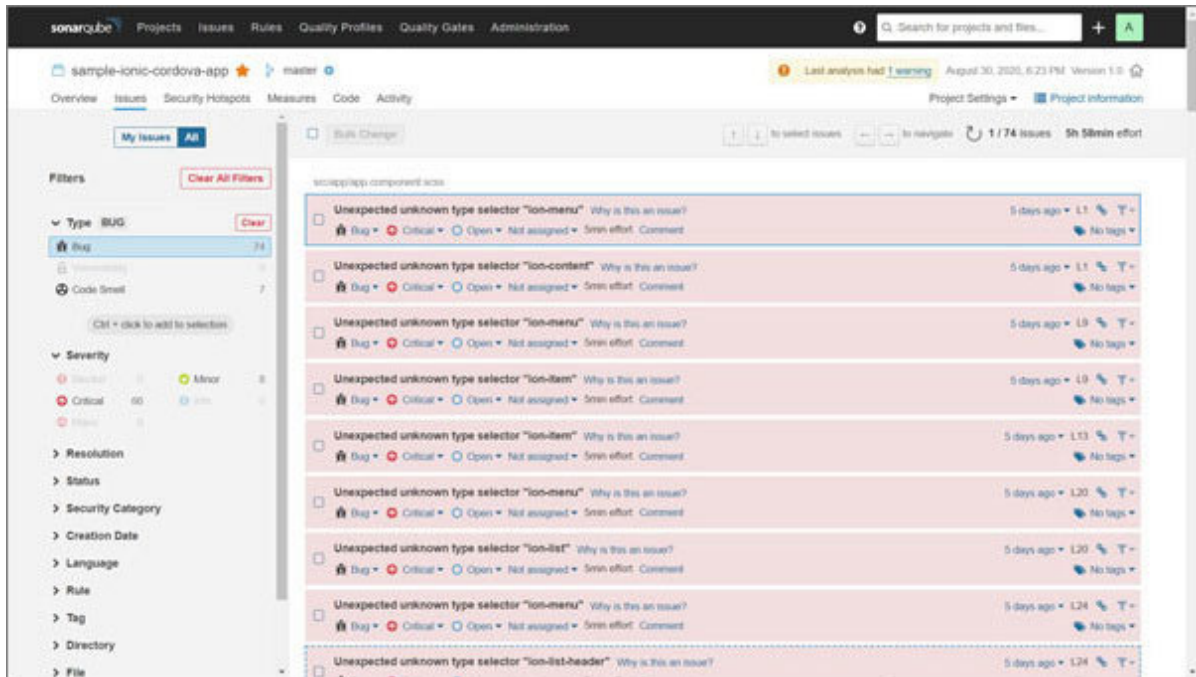 sonarqube Projects Issues Rules Quality Profiles Quality Gates Administration Search for projects and files... + A
sample-ionic-cordova-app master Last analysis had 1 warning August 30, 2020, 6:23 PM Version 1.0
Overview Issues Security Hotspots Measures Code Activity Project Settings Project Information
My Issues All Bulk Change to select issues to navigate 1 / 74 issues 5h 58min effort
Filters Clear All Filters
src/app/app.component.scss
Type BUG Clear
Bug 74
Vulnerability 0
Code Smell 7
Ctrl + click to add to selection
Severity
Minor 8
Critical 66
Resolution
Status
Security Category
Creation Date
Language
Rule
Tag
Directory
File
Unexpected unknown type selector "ion-menu" Why is this an issue? 5 days ago L1
Bug Critical Open Not assigned 5min effort Comment No tags
Unexpected unknown type selector "ion-content" Why is this an issue? 5 days ago L1
Bug Critical Open Not assigned 5min effort Comment No tags
Unexpected unknown type selector "ion-menu" Why is this an issue? 5 days ago L9
Bug Critical Open Not assigned 5min effort Comment No tags
Unexpected unknown type selector "ion-item" Why is this an issue? 5 days ago L9
Bug Critical Open Not assigned 5min effort Comment No tags
Unexpected unknown type selector "ion-item" Why is this an issue? 5 days ago L13
Bug Critical Open Not assigned 5min effort Comment No tags
Unexpected unknown type selector "ion-menu" Why is this an issue? 5 days ago L20
Bug Critical Open Not assigned 5min effort Comment No tags
Unexpected unknown type selector "ion-list" Why is this an issue? 5 days ago L20
Bug Critical Open Not assigned 5min effort Comment No tags
Unexpected unknown type selector "ion-menu" Why is this an issue? 5 days ago L24
Bug Critical Open Not assigned 5min effort Comment No tags
Unexpected unknown type selector "ion-list-header" Why is this an issue? 5 days ago L24